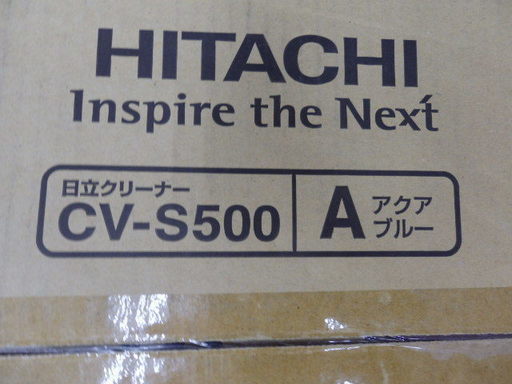 HITACHI
Inspire the Next
日立クリーナー
CV-S500
A
アクア
ブルー